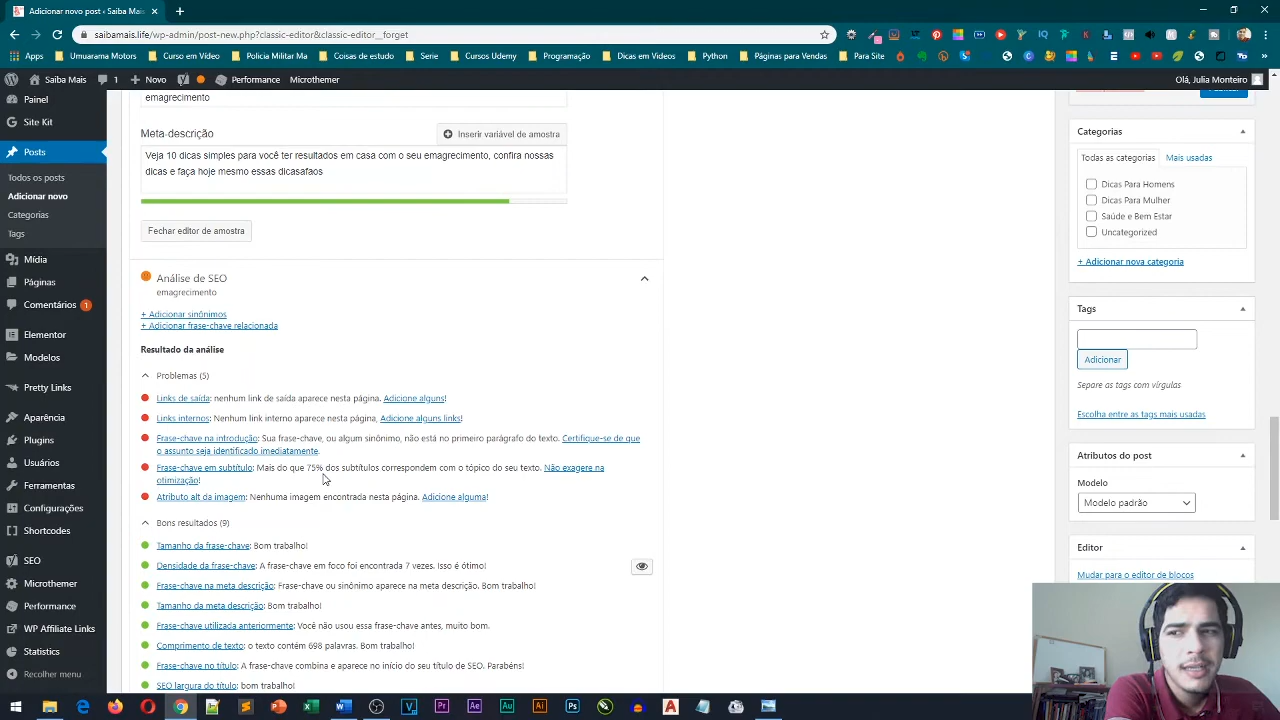 Adicionar novo post ‹ Saiba Mais
saibamais.life/wp-admin/post-new.php?classic-editor&classic-editor__forget
Apps
Umuarama Motors
Curso em Vídeo
Policia Militar Ma
Coisas de estudo
Serie
Cursos Udemy
Programação
Dicas em Vídeos
Python
Páginas para Vendas
Para Site
Saiba Mais
1
Novo
Performance
Microthemer
Olá, Julia Monteiro
Painel
Site Kit
Posts
Todos os posts
Adicionar novo
Categorias
Tags
Mídia
Páginas
Comentários 1
Elementor
Modelos
Pretty Links
Aparência
Plugins
Usuários
Ferramentas
Configurações
Shortcodes
SEO
Microthemer
Performance
WP Affiliate Links
Statistics
Recolher menu
emagrecimento
Meta-descrição
Inserir variável de amostra
Veja 10 dicas simples para você ter resultados em casa com o seu emagrecimento, confira nossas
dicas e faça hoje mesmo essas dicasafaos
Fechar editor de amostra
Análise de SEO
emagrecimento
+ Adicionar sinônimos
+ Adicionar frase-chave relacionada
Resultado da análise
Problemas (5)
Links de saída: nenhum link de saída aparece nesta página. Adicione alguns!
Links internos: Nenhum link interno aparece nesta página, Adicione alguns links!
Frase-chave na introdução: Sua frase-chave, ou algum sinônimo, não está no primeiro parágrafo do texto. Certifique-se de que
o assunto seja identificado imediatamente.
Frase-chave em subtítulo: Mais do que 75% dos subtítulos correspondem com o tópico do seu texto. Não exagere na
otimização!
Atributo alt da imagem: Nenhuma imagem encontrada nesta página. Adicione alguma!
Bons resultados (9)
Tamanho da frase-chave: Bom trabalho!
Densidade da frase-chave: A frase-chave em foco foi encontrada 7 vezes. Isso é ótimo!
Frase-chave na meta descrição: Frase-chave ou sinônimo aparece na meta descrição. Bom trabalho!
Tamanho da meta descrição: Bom trabalho!
Frase-chave utilizada anteriormente: Você não usou essa frase-chave antes, muito bom.
Comprimento de texto: o texto contém 698 palavras. Bom trabalho!
Frase-chave no título: A frase-chave combina e aparece no início do seu título de SEO. Parabéns!
SEO largura do título: bom trabalho!
Categorias
Todas as categorias
Mais usadas
Dicas Para Homens
Dicas Para Mulher
Saúde e Bem Estar
Uncategorized
+ Adicionar nova categoria
Tags
Adicionar
Separe as tags com vírgulas
Escolha entre as tags mais usadas
Atributos do post
Modelo
Modelo padrão
Editor
Mudar para o editor de blocos